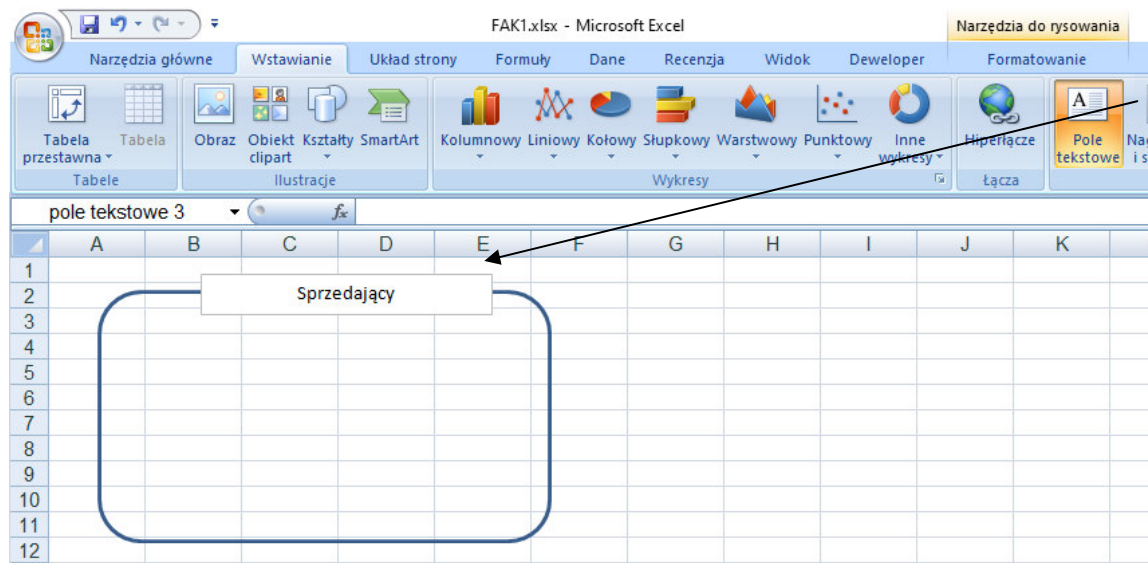 FAK1.xlsx - Microsoft Excel
Narzędzia do rysowania
Narzędzia główne Wstawianie Układ strony Formuły Dane Recenzja Widok Deweloper Formatowanie
Tabela przestawna
Tabela
Obraz
Obiekt clipart
Kształty
SmartArt
Kolumnowy
Liniowy
Kołowy
Słupkowy
Warstwowy
Punktowy
Inne wykresy
Hiperłącze
A
Pole tekstowe
Tabele
Ilustracje
Wykresy
Łącza
pole tekstowe 3
fx
A B C D E F G H I J K
1
2
Sprzedający
3
4
5
6
7
8
9
10
11
12